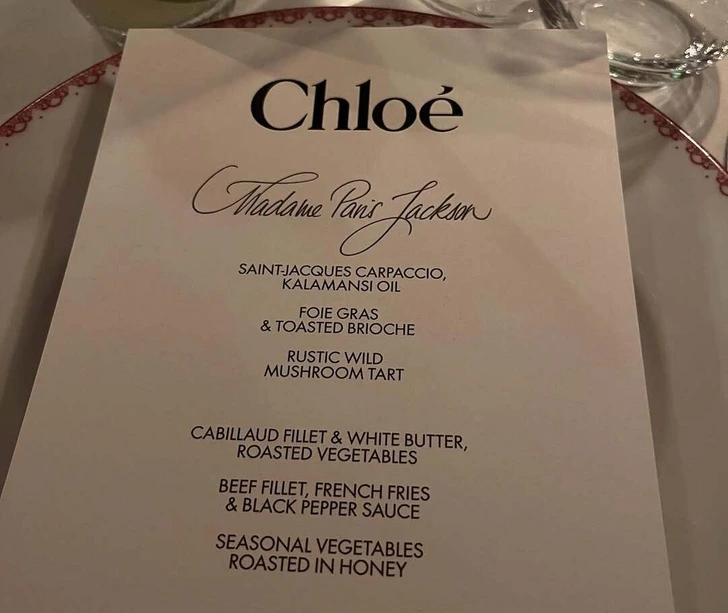 Chloé
Madame Paris Jackson
SAINT-JACQUES CARPACCIO,
KALAMANSI OIL
FOIE GRAS
& TOASTED BRIOCHE
RUSTIC WILD
MUSHROOM TART
CABILLAUD FILLET & WHITE BUTTER,
ROASTED VEGETABLES
BEEF FILLET, FRENCH FRIES
& BLACK PEPPER SAUCE
SEASONAL VEGETABLES
ROASTED IN HONEY